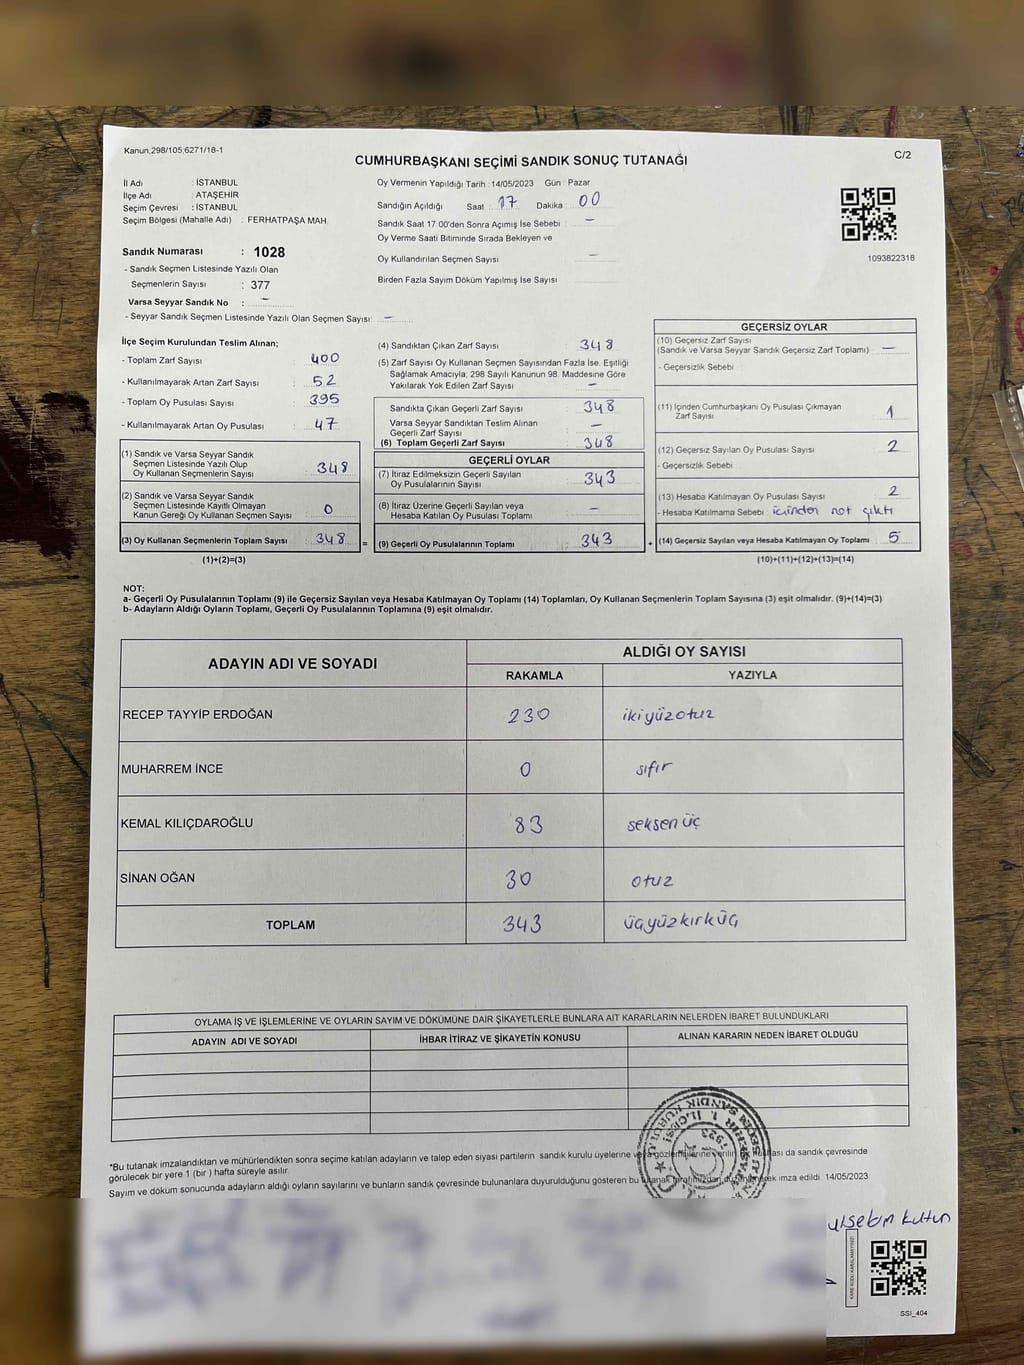 Kanun:298/105;6271/18-1
CUMHURBAŞKANI SEÇİMİ SANDIK SONUÇ TUTANAĞI
C/2
İl Adı : İSTANBUL
İlçe Adı : ATAŞEHİR
Seçim Çevresi : İSTANBUL
Seçim Bölgesi (Mahalle Adı) : FERHATPAŞA MAH.
Sandık Numarası : 1028
- Sandık Seçmen Listesinde Yazılı Olan
Seçmenlerin Sayısı : 377
Varsa Seyyar Sandık No : –
- Seyyar Sandık Seçmen Listesinde Yazılı Olan Seçmen Sayısı: –
Oy Vermenin Yapıldığı Tarih : 14/05/2023 Gün : Pazar
Sandığın Açıldığı Saat : 17 Dakika : 00
Sandık Saat 17:00'den Sonra Açımış İse Sebebi : –
Oy Verme Saati Bitiminde Sırada Bekleyen ve
Oy Kullandırılan Seçmen Sayısı : –
Birden Fazla Sayım Döküm Yapılmış İse Sayısı :
1093822318
İlçe Seçim Kurulundan Teslim Alınan;
- Toplam Zarf Sayısı : 400
- Kullanılmayarak Artan Zarf Sayısı : 52
- Toplam Oy Pusulası Sayısı : 395
- Kullanılmayarak Artan Oy Pusulası : 47
(1) Sandık ve Varsa Seyyar Sandık
Seçmen Listesinde Yazılı Olup
Oy Kullanan Seçmenlerin Sayısı : 348
(2) Sandık ve Varsa Seyyar Sandık
Seçmen Listesinde Kayıtlı Olmayan
Kanun Gereği Oy Kullanan Seçmen Sayısı : 0
(3) Oy Kullanan Seçmenlerin Toplam Sayısı : 348
(1)+(2)=(3)
(4) Sandıktan Çıkan Zarf Sayısı : 348
(5) Zarf Sayısı Oy Kullanan Seçmen Sayısından Fazla İse, Eşitliği
Sağlamak Amacıyla, 298 Sayılı Kanunun 98. Maddesine Göre
Yakılarak Yok Edilen Zarf Sayısı : –
Sandıkta Çıkan Geçerli Zarf Sayısı : 348
Varsa Seyyar Sandıktan Teslim Alınan
Geçerli Zarf Sayısı : –
(6) Toplam Geçerli Zarf Sayısı : 348
GEÇERLİ OYLAR
(7) İtiraz Edilmeksizin Geçerli Sayılan
Oy Pusulalarının Sayısı : 343
(8) İtiraz Üzerine Geçerli Sayılan veya
Hesaba Katılan Oy Pusulası Toplamı : –
= (9) Geçerli Oy Pusulalarının Toplamı : 343
GEÇERSİZ OYLAR
(10) Geçersiz Zarf Sayısı
(Sandık ve Varsa Seyyar Sandık Geçersiz Zarf Toplamı) : –
- Geçersizlik Sebebi
(11) İçinden Cumhurbaşkanı Oy Pusulası Çıkmayan
Zarf Sayısı : 1
(12) Geçersiz Sayılan Oy Pusulası Sayısı : 2
- Geçersizlik Sebebi
(13) Hesaba Katılmayan Oy Pusulası Sayısı : 2
- Hesaba Katılmama Sebebi : içinden not çıktı
+ (14) Geçersiz Sayılan veya Hesaba Katılmayan Oy Toplamı : 5
(10)+(11)+(12)+(13)=(14)
NOT:
a- Geçerli Oy Pusulalarının Toplamı (9) ile Geçersiz Sayılan veya Hesaba Katılmayan Oy Toplamı (14) Toplamları, Oy Kullanan Seçmenlerin Toplam Sayısına (3) eşit olmalıdır. (9)+(14)=(3)
b- Adayların Aldığı Oyların Toplamı, Geçerli Oy Pusulalarının Toplamına (9) eşit olmalıdır.
ADAYIN ADI VE SOYADI
ALDIĞI OY SAYISI
RAKAMLA YAZIYLA
RECEP TAYYİP ERDOĞAN 230 ikiyüzotuz
MUHARREM İNCE 0 sıfır
KEMAL KILIÇDAROĞLU 83 seksen üç
SİNAN OĞAN 30 otuz
TOPLAM 343 üçyüzkırküç
OYLAMA İŞ VE İŞLEMLERİNE VE OYLARIN SAYIM VE DÖKÜMÜNE DAİR ŞİKAYETLERLE BUNLARA AİT KARARLARIN NELERDEN İBARET BULUNDUKLARI
ADAYIN ADI VE SOYADI İHBAR İTİRAZ VE ŞİKAYETİN KONUSU ALINAN KARARIN NEDEN İBARET OLDUĞU
*Bu tutanak imzalandıktan ve mühürlendikten sonra seçime katılan adayların ve talep eden siyasi partilerin sandık kurulu üyelerine veya gözlemcilerine verilir. da sandık çevresinde
görülecek bir yere 1 (bir) hafta süreyle asılır.
Sayım ve döküm sonucunda adayların aldığı oyların sayılarını ve bunların sandık çevresinde bulunanlara duyurulduğunu gösteren bu tutanak tarafımızdan imza edildi. 14/05/2023
SSİ_404